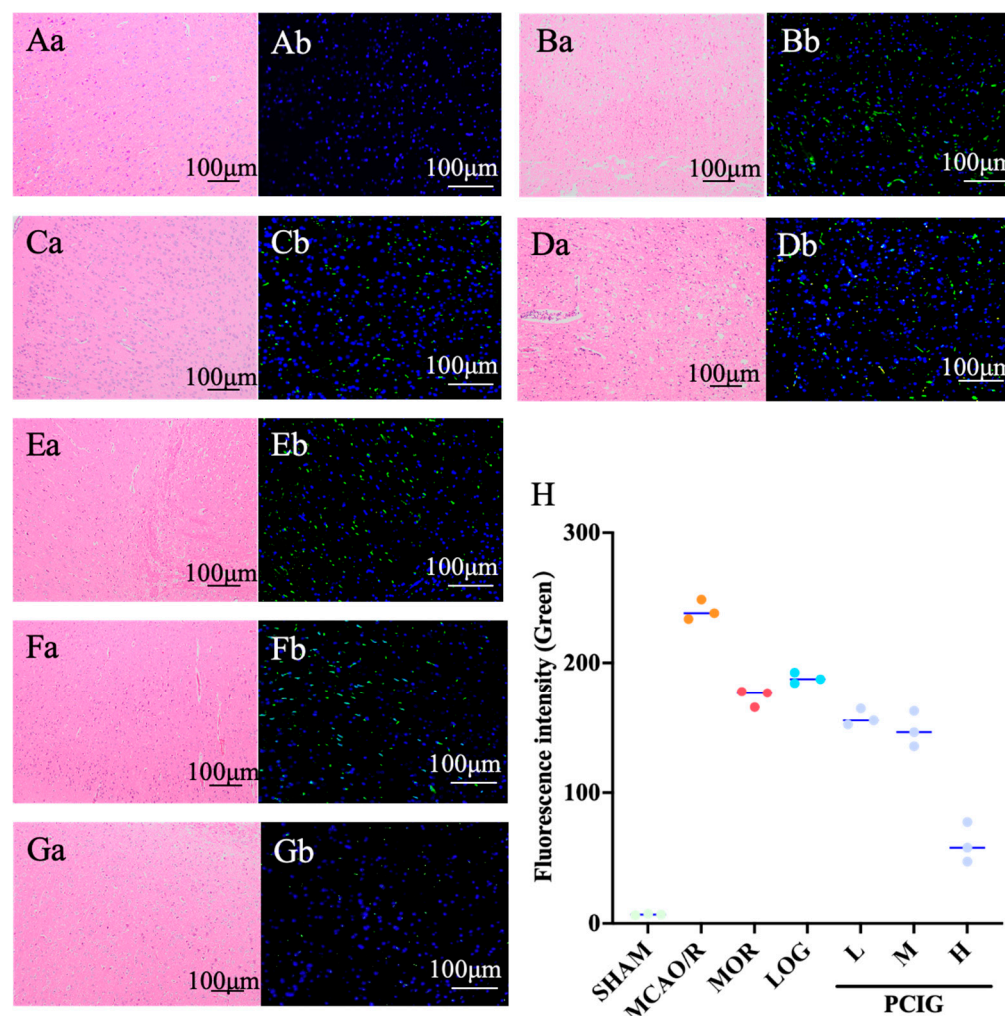 Aa
100μm
Ab
100μm
Ba
100μm
Bb
100μm
Ca
100μm
Cb
100μm
Da
100μm
Db
100μm
Ea
100μm
Eb
100μm
Fa
100μm
Fb
100μm
Ga
100μm
Gb
100μm
H
Fluorescence intensity (Green)
300
200
100
0
SHAM
MCAO/R
MOR
LOG
L
M
H
PCIG